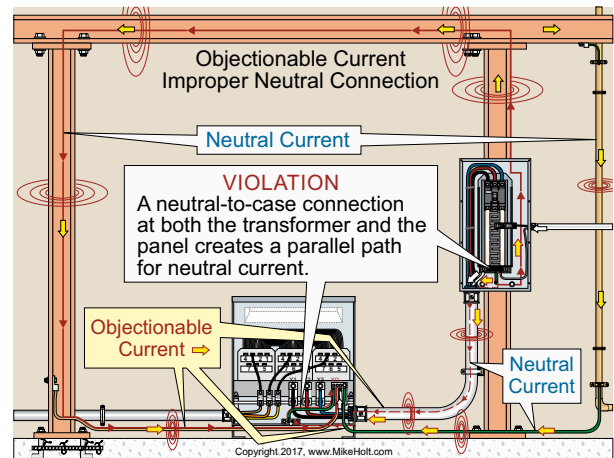 Objectionable Current
Improper Neutral Connection
Neutral Current
VIOLATION
A neutral-to-case connection
at both the transformer and the
panel creates a parallel path
for neutral current.
Objectionable
Current
Neutral
Current
Copyright 2017, www.MikeHolt.com